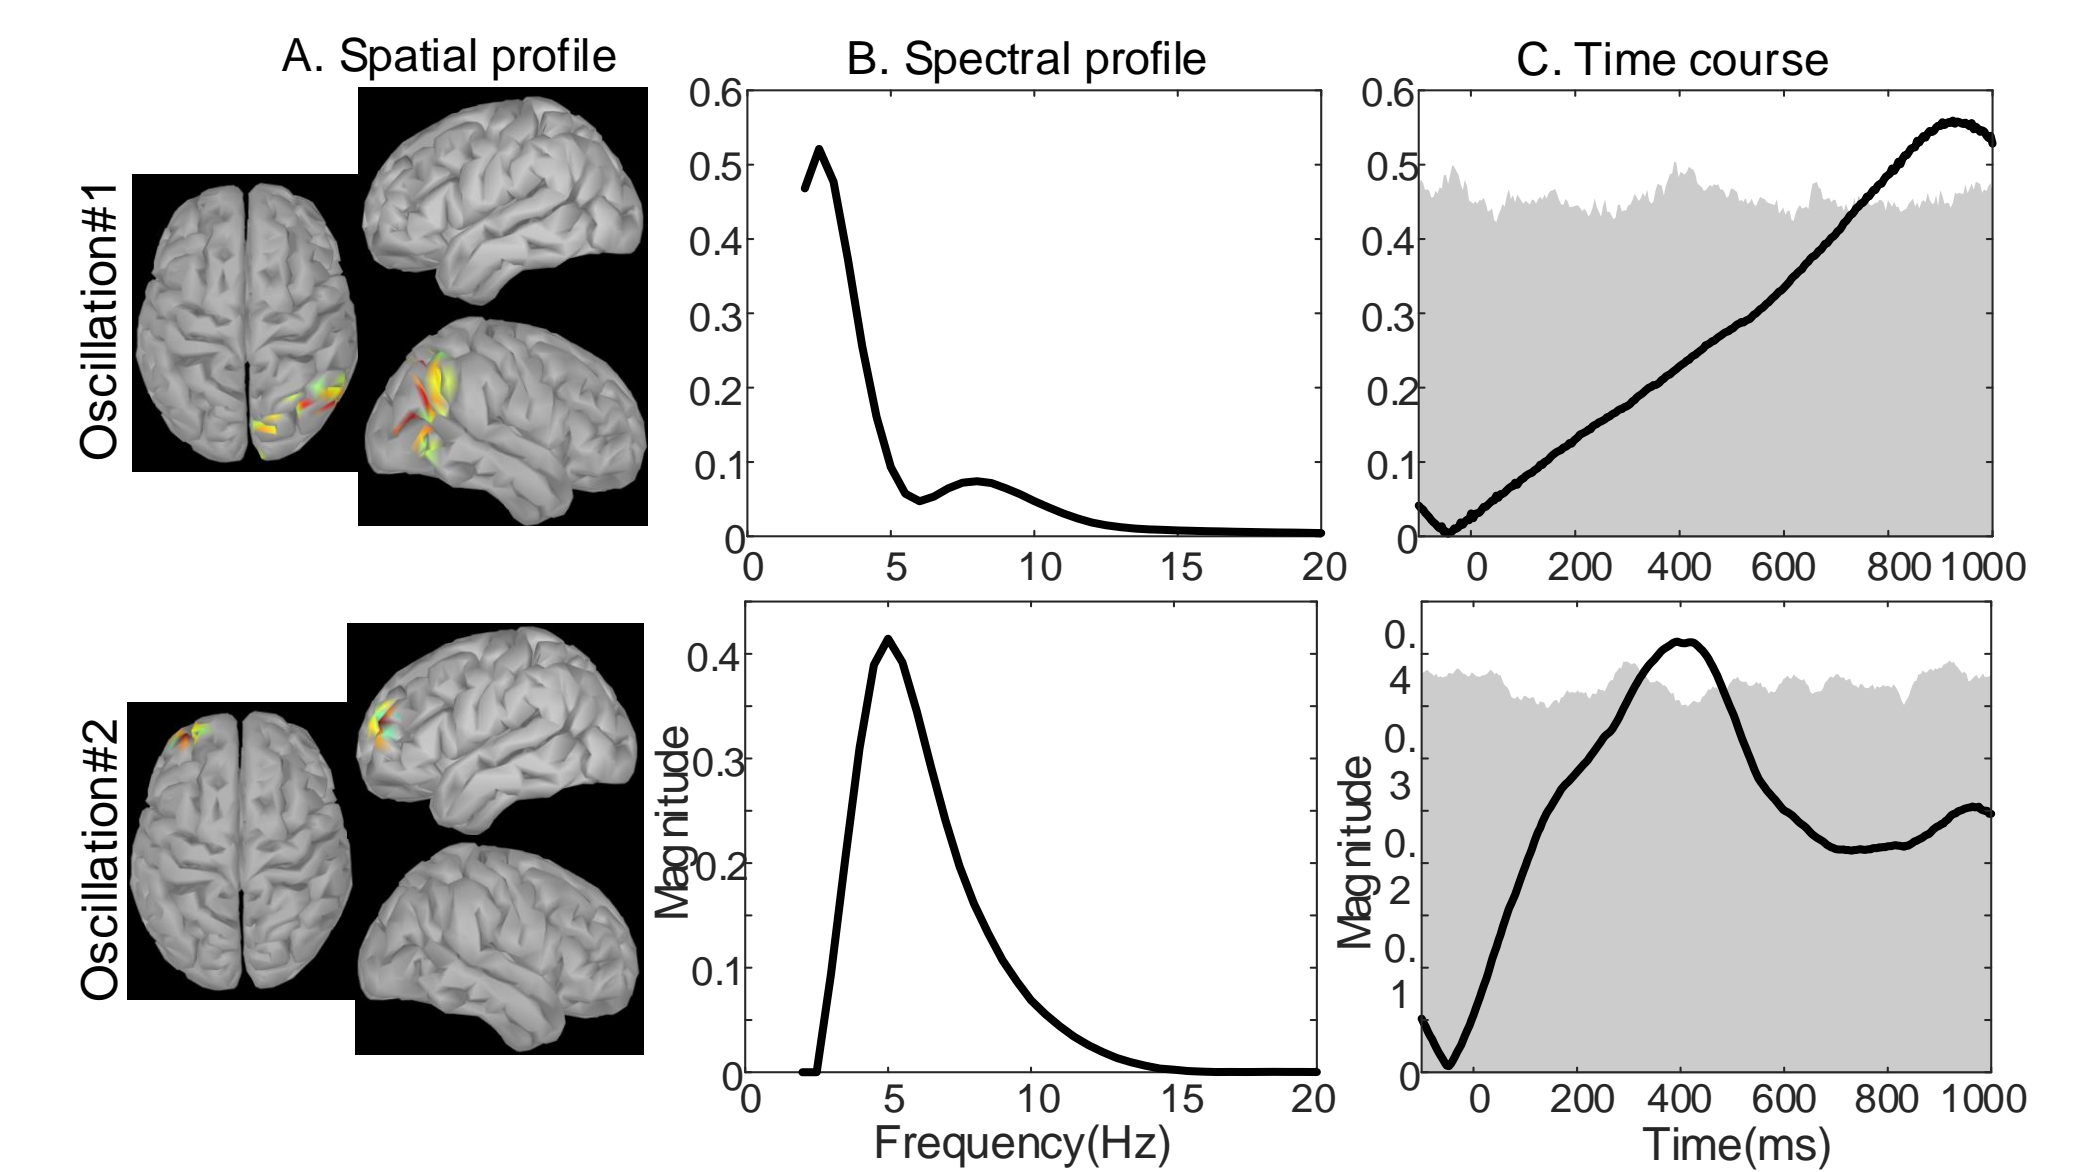 A. Spatial profile
B. Spectral profile
C. Time course
Oscillation#1
0.6
0.5
0.4
0.3
0.2
0.1
0
0 5 10 15 20
0.6
0.5
0.4
0.3
0.2
0.1
0
0 200 400 600 800 1000
Oscillation#2
Magnitude
0.4
0.3
0.2
0.1
0
0 5 10 15 20
Frequency(Hz)
Magnitude
0.
4
0.
3
0.
2
0.
1
0
0 200 400 600 800 1000
Time(ms)